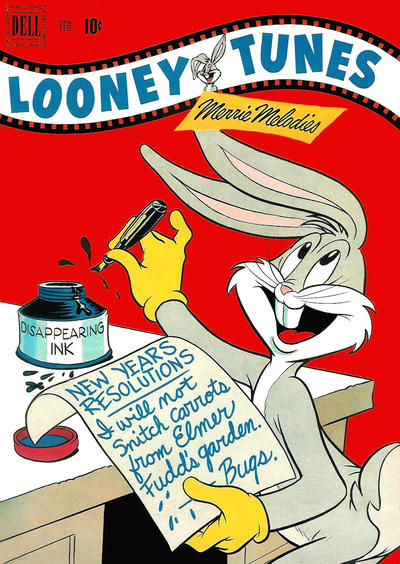 DELL
FEB. 10¢
LOONEY TUNES
Merrie Melodies
DISAPPEARING
INK
NEW YEARS
RESOLUTIONS
I will not
Snitch carrots
from Elmer
Fudd's garden.
Bugs.